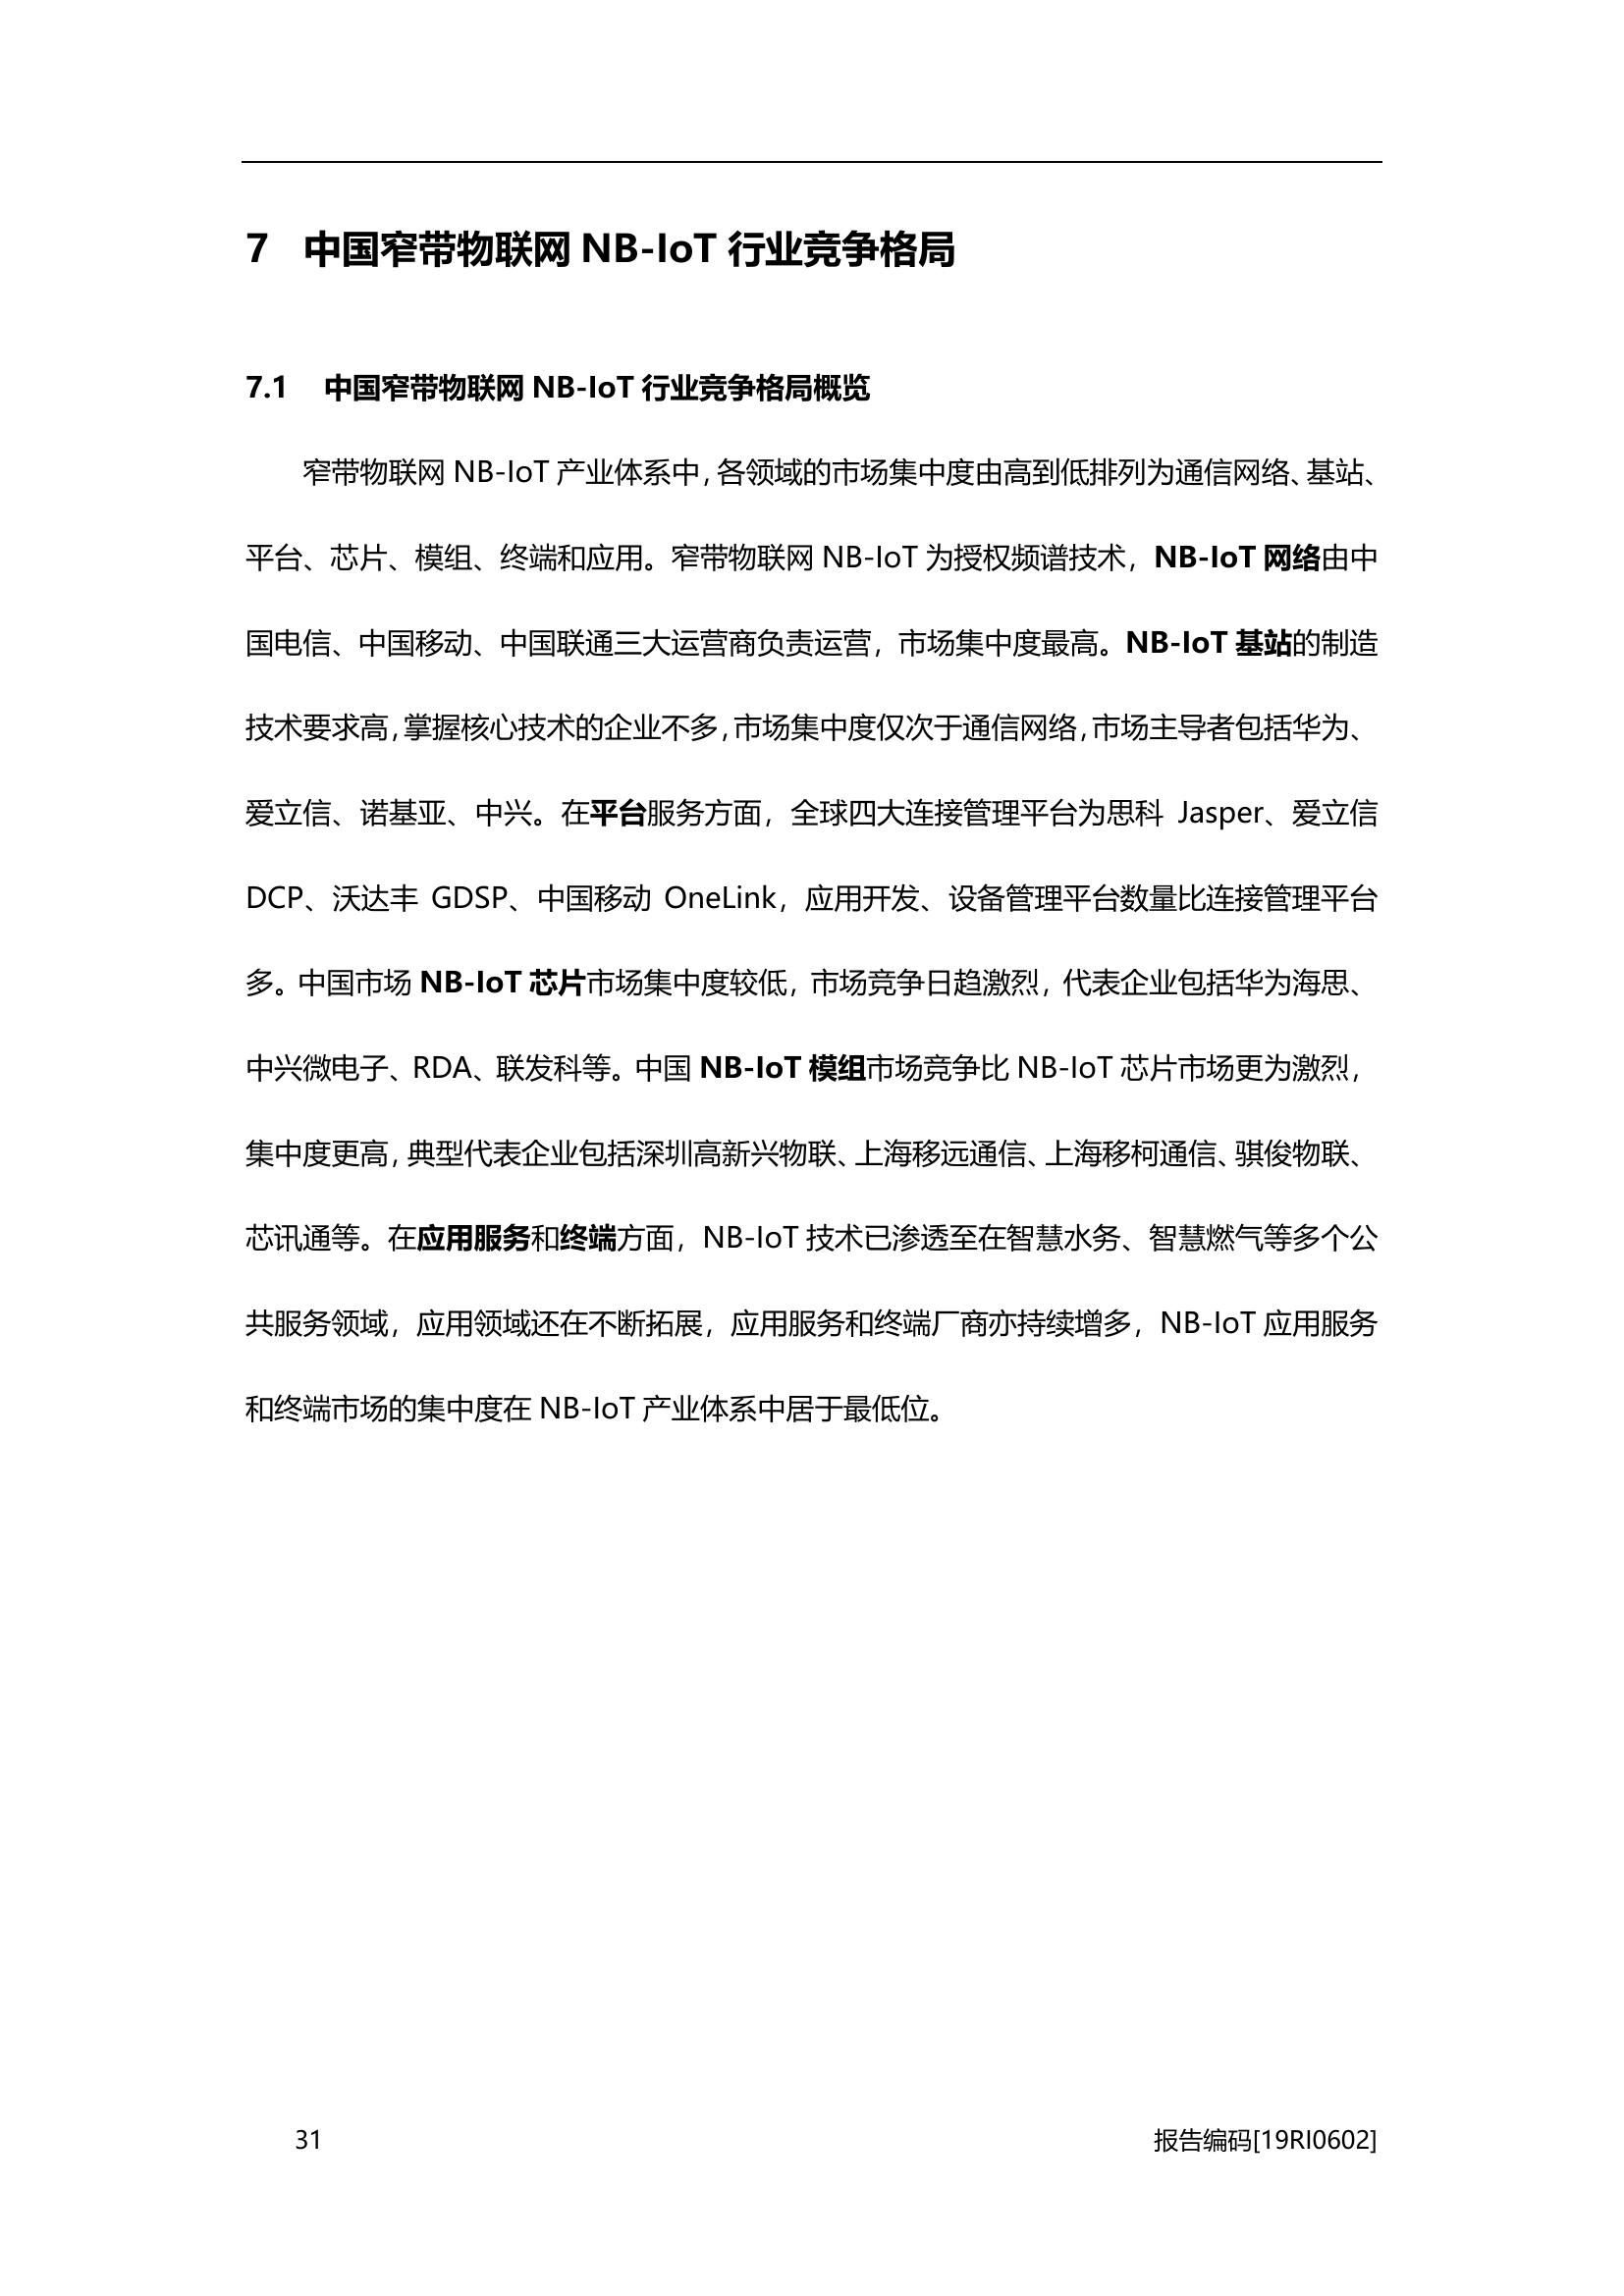 7 中国窄带物联网 NB-IoT 行业竞争格局
7.1 中国窄带物联网 NB-IoT 行业竞争格局概览
窄带物联网 NB-IoT 产业体系中，各领域的市场集中度由高到低排列为通信网络、基站、
平台、芯片、模组、终端和应用。窄带物联网 NB-IoT 为授权频谱技术，NB-IoT 网络由中
国电信、中国移动、中国联通三大运营商负责运营，市场集中度最高。NB-IoT 基站的制造
技术要求高，掌握核心技术的企业不多，市场集中度仅次于通信网络，市场主导者包括华为、
爱立信、诺基亚、中兴。在平台服务方面，全球四大连接管理平台为思科 Jasper、爱立信
DCP、沃达丰 GDSP、中国移动 OneLink，应用开发、设备管理平台数量比连接管理平台
多。中国市场 NB-IoT 芯片市场集中度较低，市场竞争日趋激烈，代表企业包括华为海思、
中兴微电子、RDA、联发科等。中国 NB-IoT 模组市场竞争比 NB-IoT 芯片市场更为激烈，
集中度更高，典型代表企业包括深圳高新兴物联、上海移远通信、上海移柯通信、骐俊物联、
芯讯通等。在应用服务和终端方面，NB-IoT 技术已渗透至在智慧水务、智慧燃气等多个公
共服务领域，应用领域还在不断拓展，应用服务和终端厂商亦持续增多，NB-IoT 应用服务
和终端市场的集中度在 NB-IoT 产业体系中居于最低位。
31 报告编码[19RI0602]